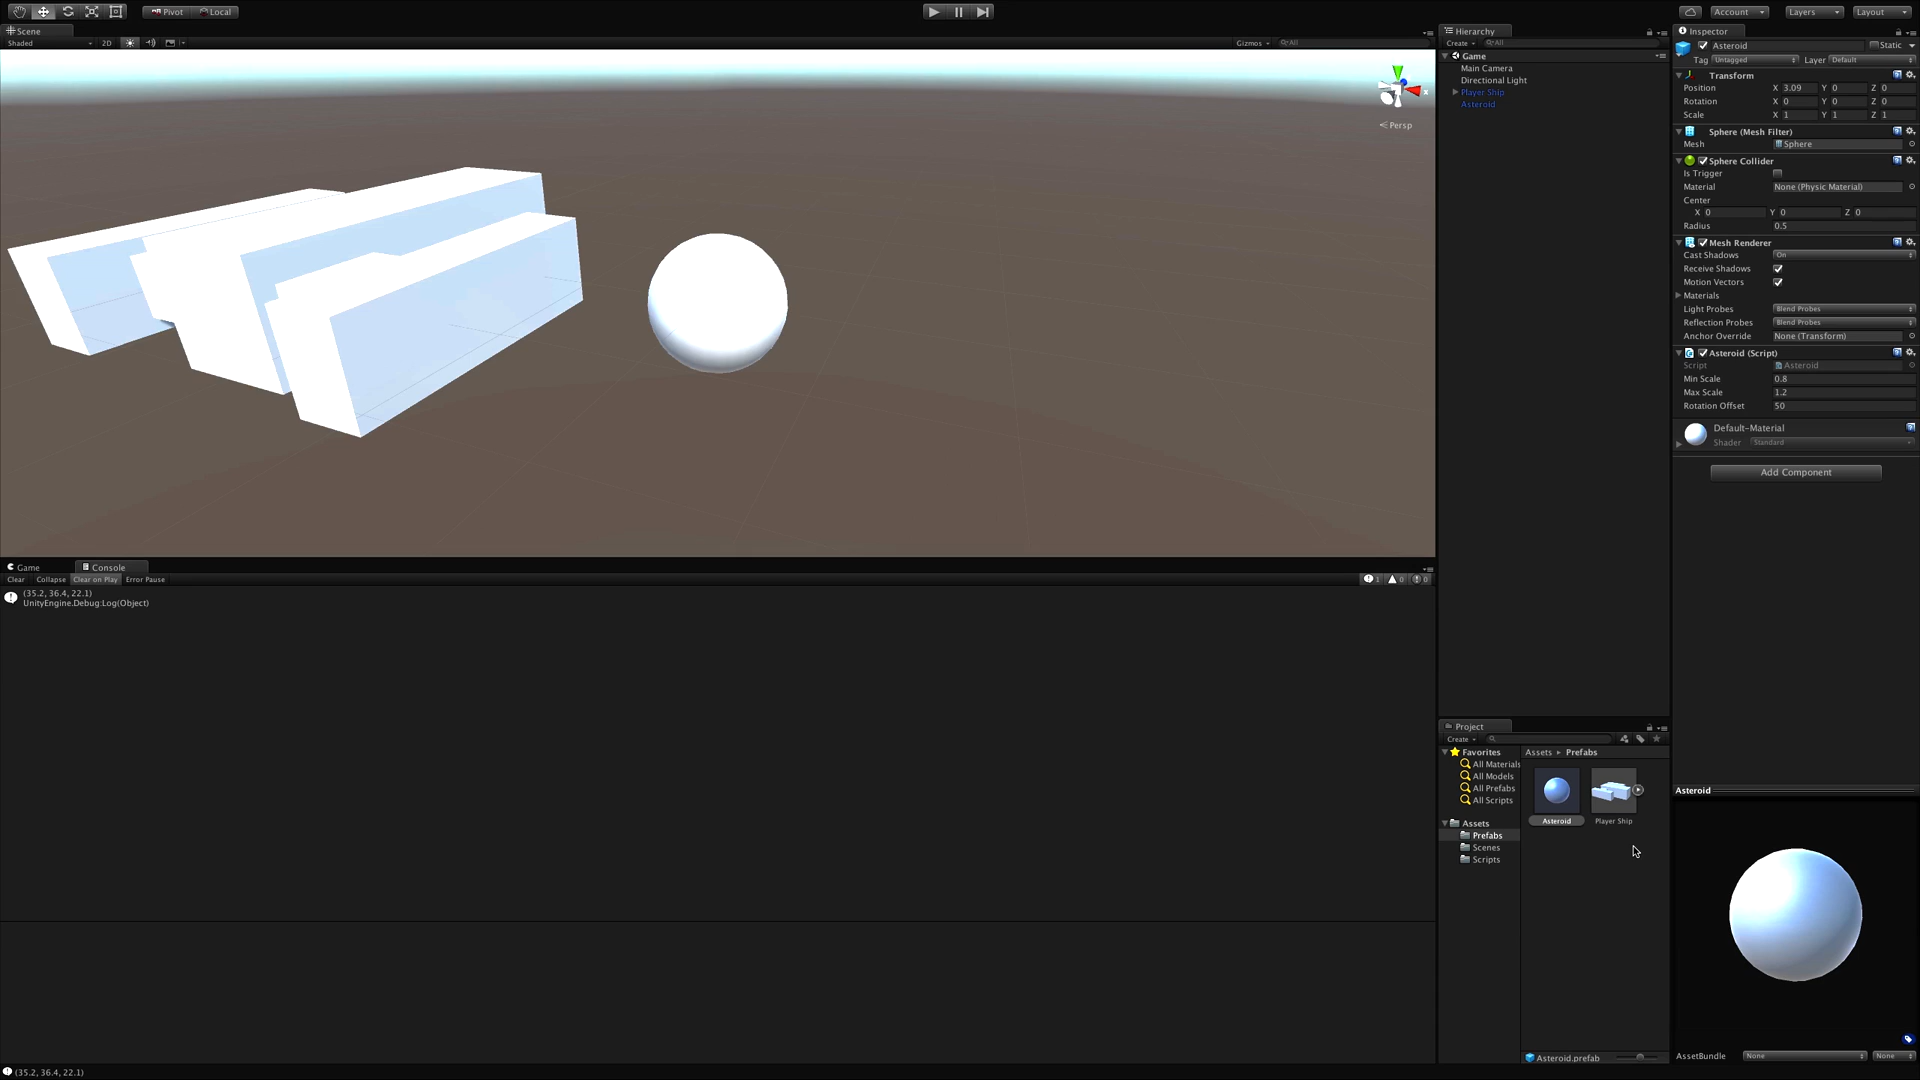 Pivot Local
Account Layers Layout
Scene
Shaded 2D Gizmos All
x
Persp
Game Console
Clear Collapse Clear on Play Error Pause 1 0 0
(35.2, 36.4, 22.1)
UnityEngine.Debug:Log(Object)
(35.2, 36.4, 22.1)
Hierarchy
Create All
Game
Main Camera
Directional Light
Player Ship
Asteroid
Project
Create
Favorites
All Materials
All Models
All Prefabs
All Scripts
Assets
Prefabs
Scenes
Scripts
Assets Prefabs
Asteroid Player Ship
Asteroid.prefab
Inspector
Asteroid Static
Tag Untagged Layer Default
Transform
Position X 3.09 Y 0 Z 0
Rotation X 0 Y 0 Z 0
Scale X 1 Y 1 Z 1
Sphere (Mesh Filter)
Mesh Sphere
Sphere Collider
Is Trigger
Material None (Physic Material)
Center
X 0 Y 0 Z 0
Radius 0.5
Mesh Renderer
Cast Shadows On
Receive Shadows
Motion Vectors
Materials
Light Probes Blend Probes
Reflection Probes Blend Probes
Anchor Override None (Transform)
Asteroid (Script)
Script Asteroid
Min Scale 0.8
Max Scale 1.2
Rotation Offset 50
Default-Material
Shader Standard
Add Component
Asteroid
AssetBundle None None